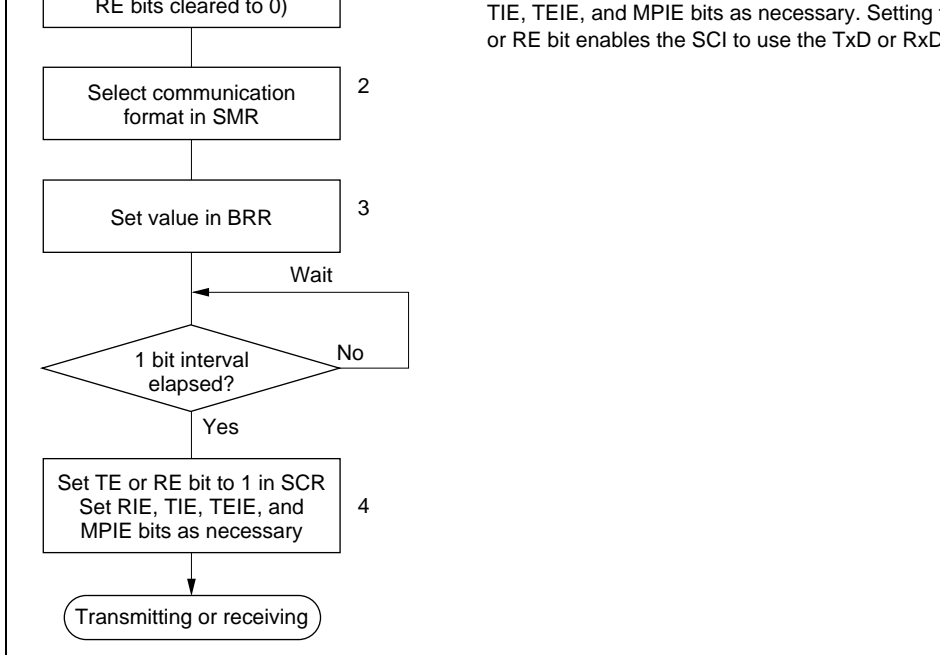 RE bits cleared to 0)
TIE, TEIE, and MPIE bits as necessary. Setting
or RE bit enables the SCI to use the TxD or RxD
Select communication
format in SMR
2
Set value in BRR
3
Wait
1 bit interval
elapsed?
No
Yes
Set TE or RE bit to 1 in SCR
Set RIE, TIE, TEIE, and
MPIE bits as necessary
4
Transmitting or receiving